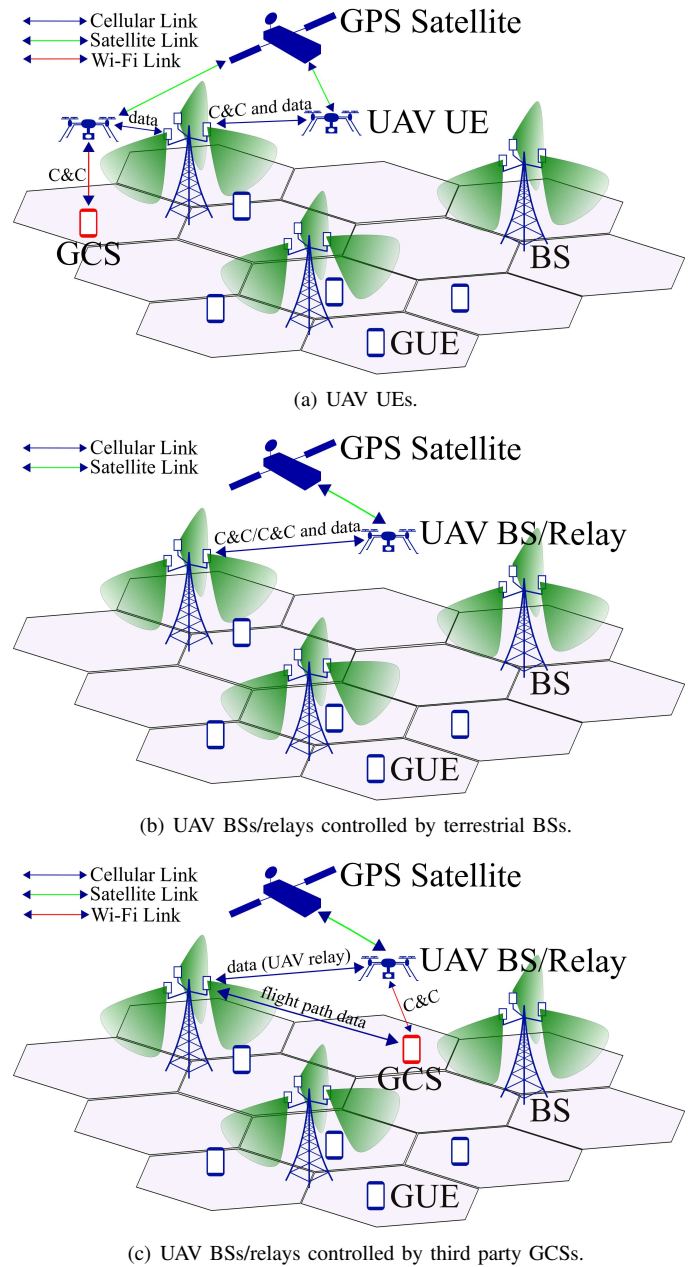 Cellular Link
Satellite Link
Wi-Fi Link
GPS Satellite
data
C&C and data
UAV UE
C&C
GCS
BS
GUE
(a) UAV UEs.
Cellular Link
Satellite Link
GPS Satellite
C&C/C&C and data
UAV BS/Relay
BS
GUE
(b) UAV BSs/relays controlled by terrestrial BSs.
Cellular Link
Satellite Link
Wi-Fi Link
GPS Satellite
data (UAV relay)
UAV BS/Relay
flight path data
C&C
GCS
BS
GUE
(c) UAV BSs/relays controlled by third party GCSs.